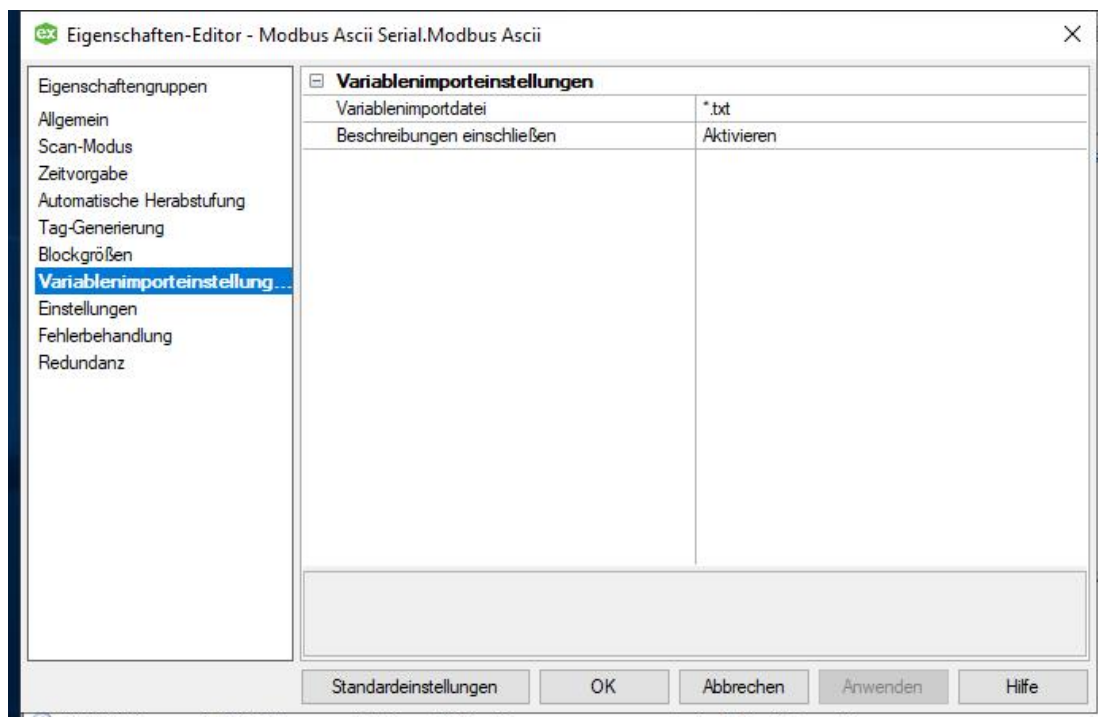 Eigenschaften-Editor - Modbus Ascii Serial.Modbus Ascii
Eigenschaftengruppen
Allgemein
Scan-Modus
Zeitvorgabe
Automatische Herabstufung
Tag-Generierung
Blockgrößen
Variablenimporteinstellung...
Einstellungen
Fehlerbehandlung
Redundanz
Variablenimporteinstellungen
Variablenimportdatei *.txt
Beschreibungen einschließen Aktivieren
Standardeinstellungen OK Abbrechen Anwenden Hilfe